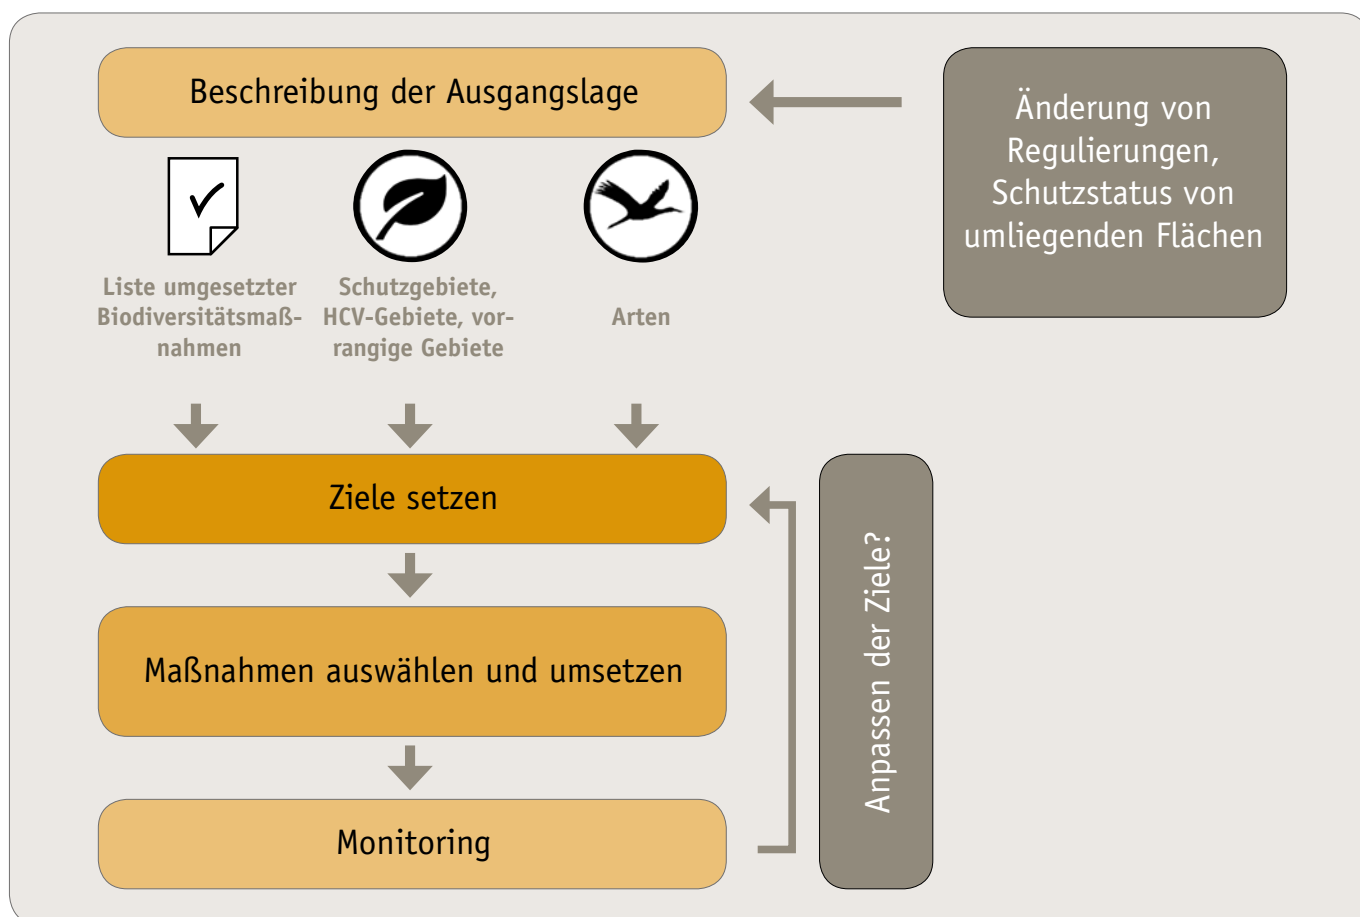 Beschreibung der Ausgangslage
Änderung von
Regulierungen,
Schutzstatus von
umliegenden Flächen
Liste umgesetzter
Biodiversitätsmaß-
nahmen
Schutzgebiete,
HCV-Gebiete, vor-
rangige Gebiete
Arten
Ziele setzen
Maßnahmen auswählen und umsetzen
Monitoring
Anpassen der Ziele?